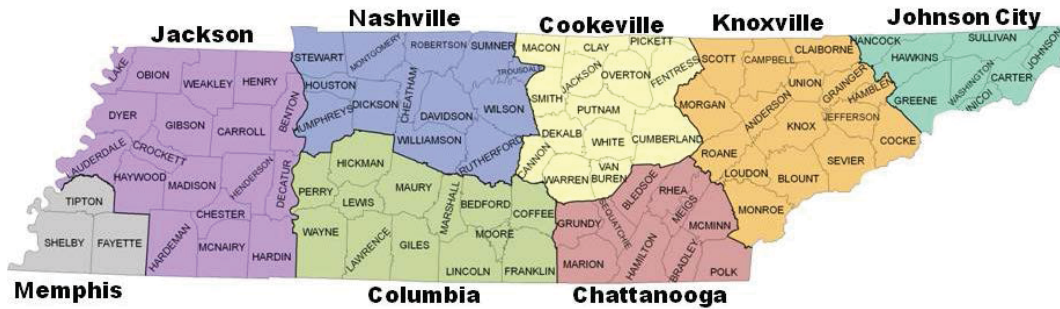 Jackson
Nashville
Cookeville
Knoxville
Johnson City
LAKE
OBION
WEAKLEY
HENRY
BENTON
DYER
GIBSON
CARROLL
LAUDERDALE
CROCKETT
HAYWOOD
MADISON
HENDERSON
DECATUR
CHESTER
HARDEMAN
MCNAIRY
HARDIN
TIPTON
SHELBY
FAYETTE
STEWART
MONTGOMERY
ROBERTSON
SUMNER
TROUSDALE
HOUSTON
HUMPHREYS
DICKSON
CHEATHAM
DAVIDSON
WILSON
WILLIAMSON
RUTHERFORD
HICKMAN
PERRY
LEWIS
MAURY
MARSHALL
BEDFORD
COFFEE
WAYNE
LAWRENCE
GILES
MOORE
LINCOLN
FRANKLIN
MACON
CLAY
PICKETT
JACKSON
OVERTON
FENTRESS
SMITH
PUTNAM
DEKALB
WHITE
CUMBERLAND
CANNON
WARREN
VAN
BUREN
BLEDSOE
RHEA
MEIGS
GRUNDY
SEQUATCHIE
MCMINN
MARION
HAMILTON
BRADLEY
POLK
SCOTT
CAMPBELL
CLAIBORNE
MORGAN
ANDERSON
UNION
GRAINGER
HAMBLEN
KNOX
JEFFERSON
COCKE
ROANE
LOUDON
BLOUNT
SEVIER
MONROE
HANCOCK
HAWKINS
SULLIVAN
JOHNSON
GREENE
WASHINGTON
CARTER
INICOI
Memphis
Columbia
Chattanooga